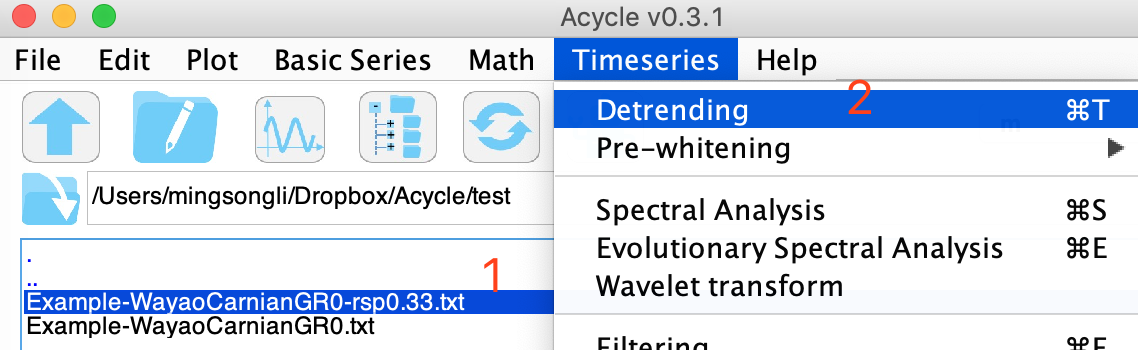 Acycle v0.3.1
File Edit Plot Basic Series Math Timeseries Help
Detrending ⌘T
2
Pre-whitening
/Users/mingsongli/Dropbox/Acycle/test
Spectral Analysis ⌘S
Evolutionary Spectral Analysis ⌘E
Wavelet transform
.
..
1
Example-WayaoCarnianGR0-rsp0.33.txt
Example-WayaoCarnianGR0.txt
Filtering ⌘F